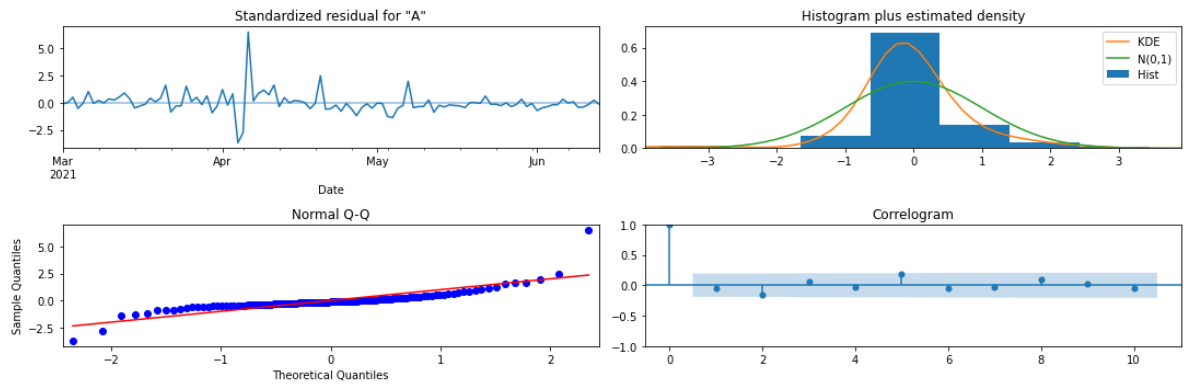 Standardized residual for "A"
5.0
2.5
0.0
−2.5
Mar
2021
Apr
May
Jun
Date
Histogram plus estimated density
KDE
N(0,1)
Hist
0.6
0.4
0.2
0.0
−3 −2 −1 0 1 2 3
Normal Q-Q
Sample Quantiles
5.0
2.5
0.0
−2.5
−2 −1 0 1 2
Theoretical Quantiles
Correlogram
1.0
0.5
0.0
−0.5
−1.0
0 2 4 6 8 10